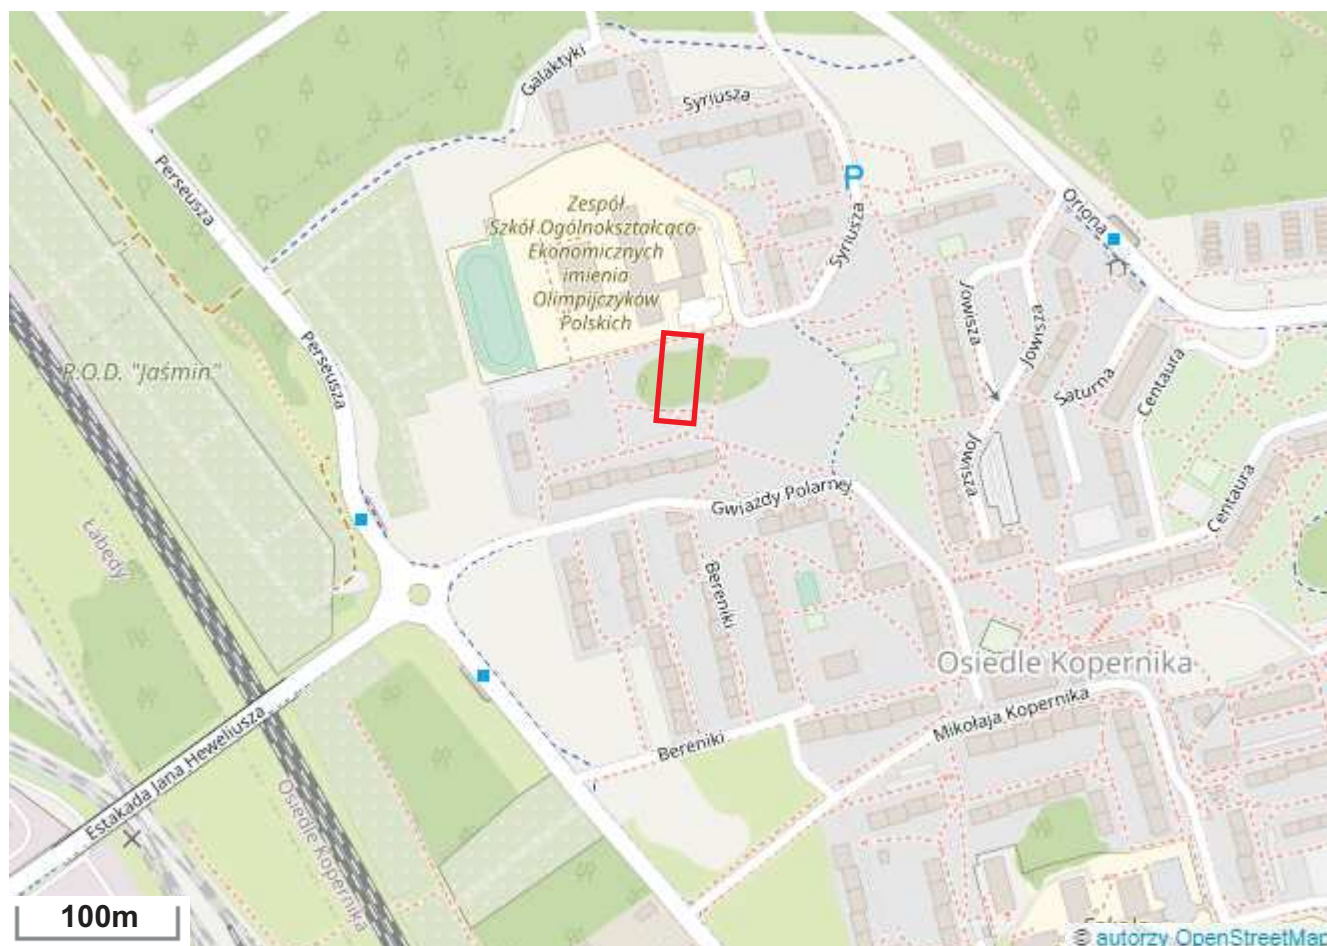 Galaktyki
Syriusza
Perseusza
P
Zespół
Szkół Ogólnokształcąco-
Ekonomicznych
imienia
Olimpijczyków
Polskich
Syriusza
Oriona
Jowisza
Jowisza
Perseusza
R.O.D. "Jaśmin"
Saturna
Centaura
Jowisza
Gwiazdy Polarnej
Centaura
Łabędy
Bereniki
Osiedle Kopernika
Mikołaja Kopernika
Bereniki
Estakada Jana Heweliusza
Osiedle Kopernika
100m
© autorzy OpenStreetMap